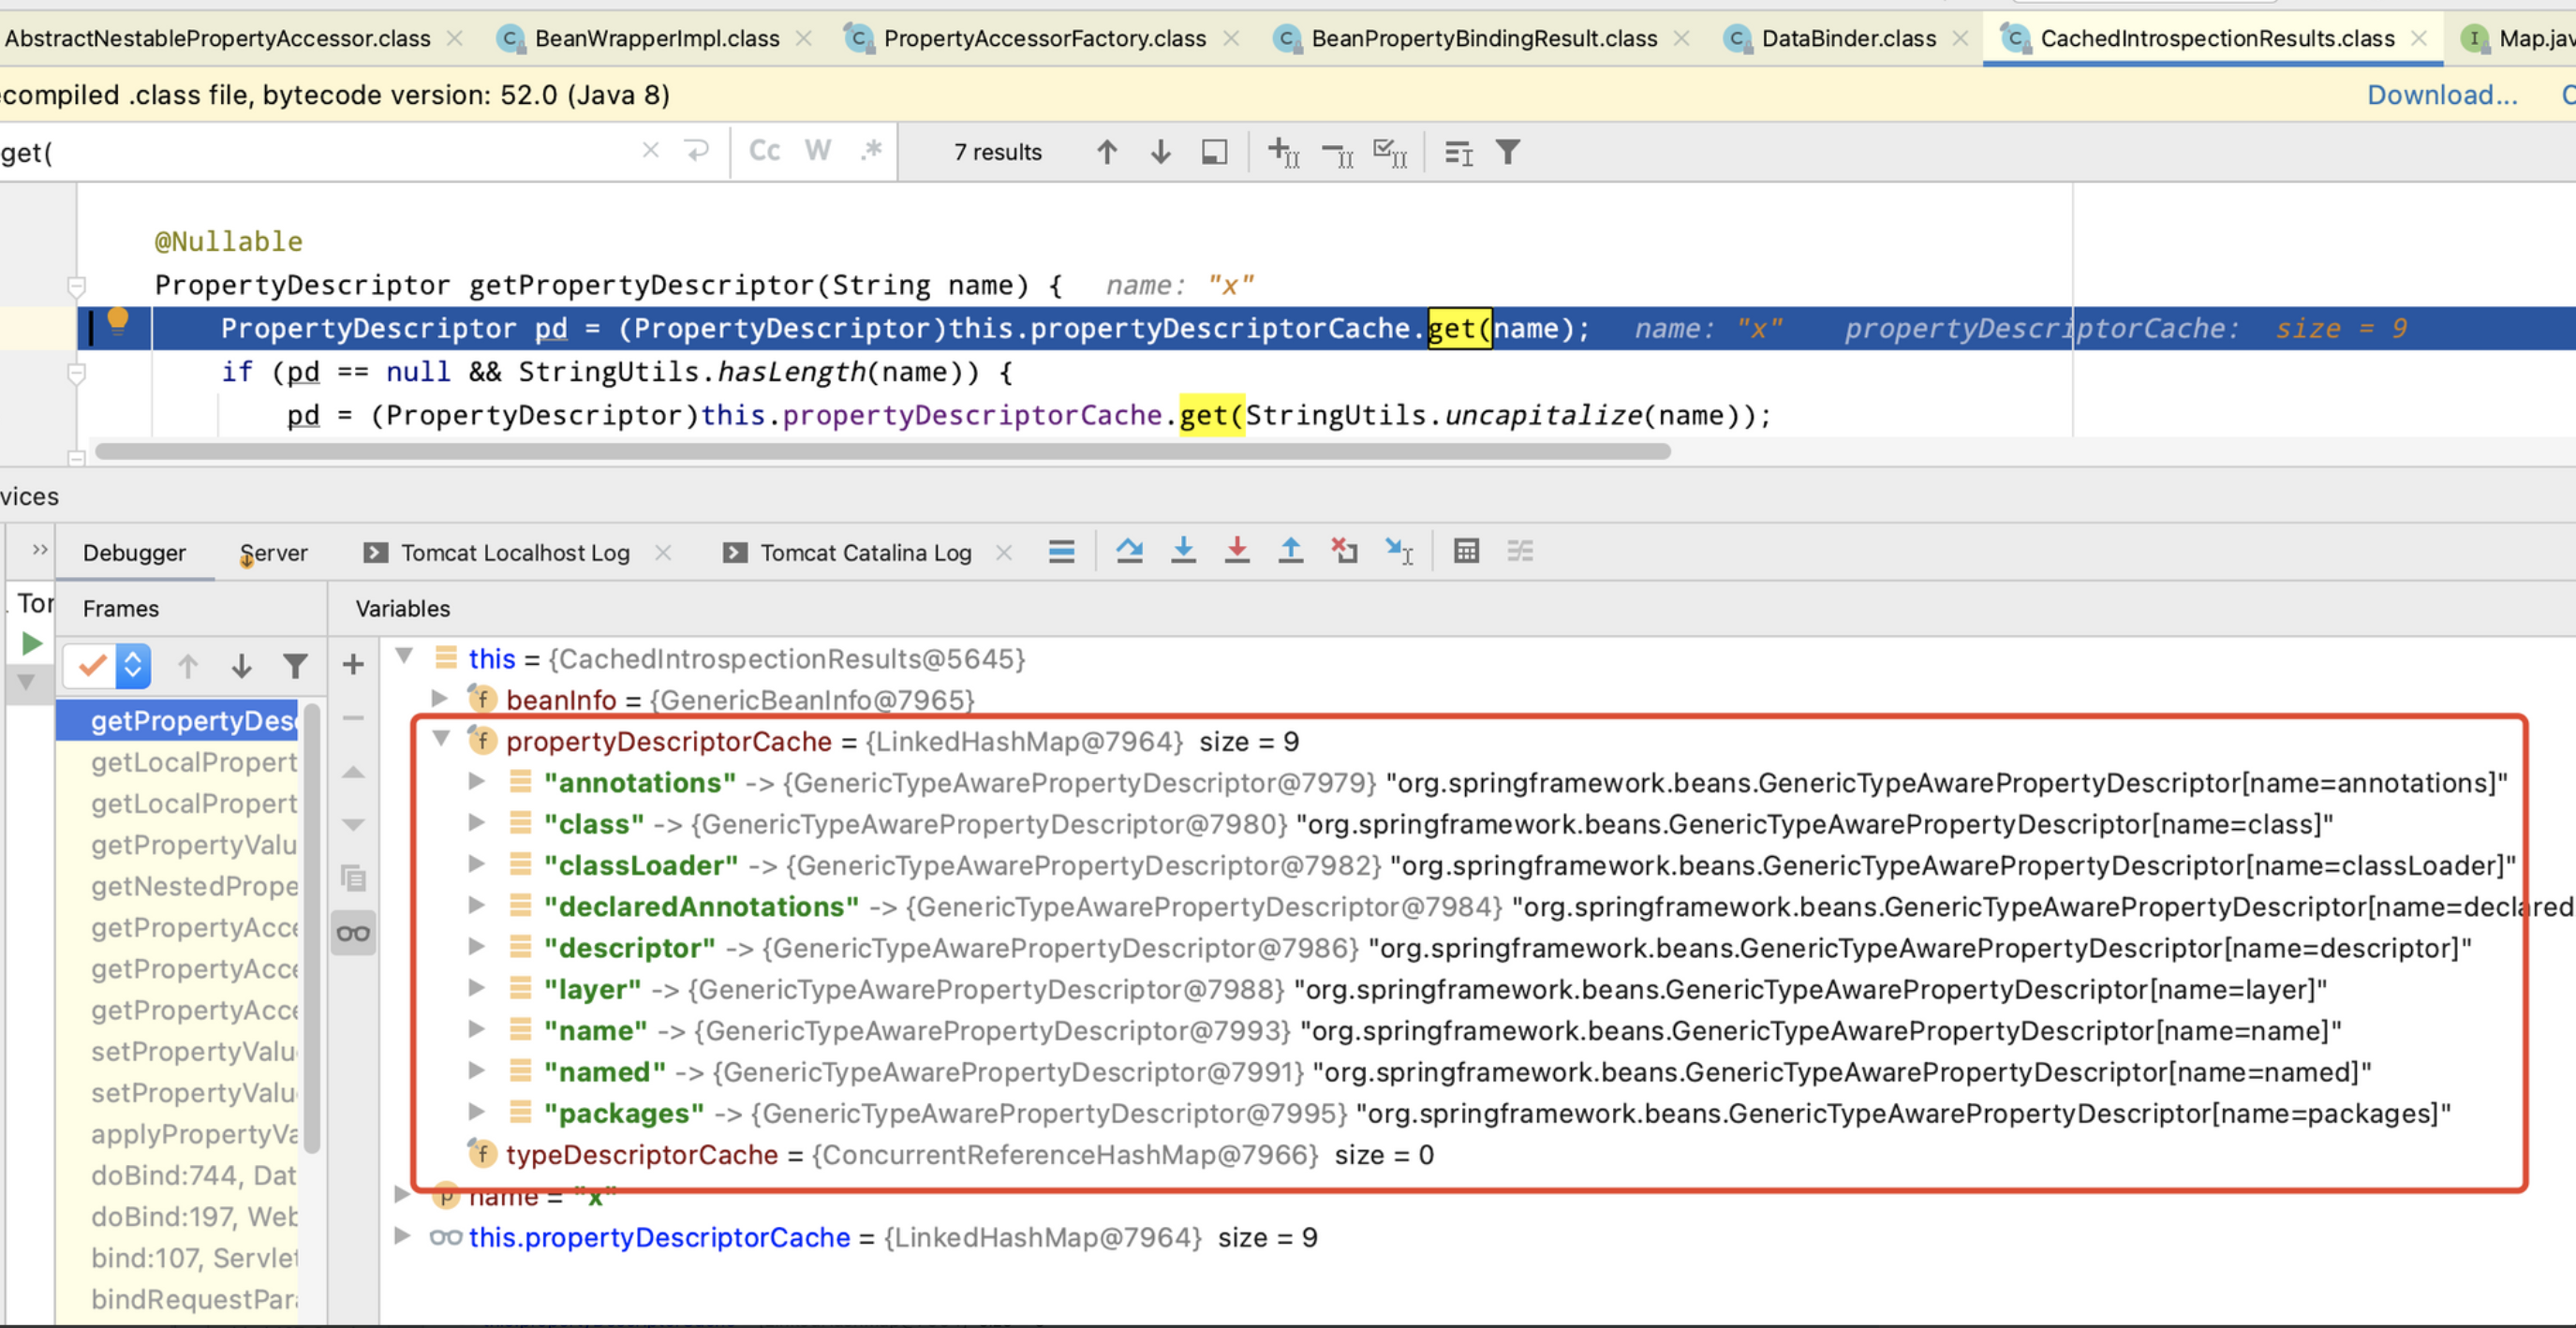 AbstractNestablePropertyAccessor.class BeanWrapperImpl.class PropertyAccessorFactory.class BeanPropertyBindingResult.class DataBinder.class CachedIntrospectionResults.class Map.jav
ecompiled .class file, bytecode version: 52.0 (Java 8) Download...
get( Cc W .* 7 results
@Nullable
PropertyDescriptor getPropertyDescriptor(String name) { name: "x"
PropertyDescriptor pd = (PropertyDescriptor)this.propertyDescriptorCache.get(name); name: "x" propertyDescriptorCache: size = 9
if (pd == null && StringUtils.hasLength(name)) {
pd = (PropertyDescriptor)this.propertyDescriptorCache.get(StringUtils.uncapitalize(name));
vices
Debugger Server Tomcat Localhost Log Tomcat Catalina Log
Tor Frames Variables
this = {CachedIntrospectionResults@5645}
beanInfo = {GenericBeanInfo@7965}
getPropertyDesc
propertyDescriptorCache = {LinkedHashMap@7964} size = 9
getLocalPropert
"annotations" -> {GenericTypeAwarePropertyDescriptor@7979} "org.springframework.beans.GenericTypeAwarePropertyDescriptor[name=annotations]"
getLocalPropert
"class" -> {GenericTypeAwarePropertyDescriptor@7980} "org.springframework.beans.GenericTypeAwarePropertyDescriptor[name=class]"
getPropertyValu
"classLoader" -> {GenericTypeAwarePropertyDescriptor@7982} "org.springframework.beans.GenericTypeAwarePropertyDescriptor[name=classLoader]"
getNestedPrope
"declaredAnnotations" -> {GenericTypeAwarePropertyDescriptor@7984} "org.springframework.beans.GenericTypeAwarePropertyDescriptor[name=declared
getPropertyAcce
"descriptor" -> {GenericTypeAwarePropertyDescriptor@7986} "org.springframework.beans.GenericTypeAwarePropertyDescriptor[name=descriptor]"
getPropertyAcce
"layer" -> {GenericTypeAwarePropertyDescriptor@7988} "org.springframework.beans.GenericTypeAwarePropertyDescriptor[name=layer]"
getPropertyAcce
"name" -> {GenericTypeAwarePropertyDescriptor@7993} "org.springframework.beans.GenericTypeAwarePropertyDescriptor[name=name]"
setPropertyValu
"named" -> {GenericTypeAwarePropertyDescriptor@7991} "org.springframework.beans.GenericTypeAwarePropertyDescriptor[name=named]"
setPropertyValu
"packages" -> {GenericTypeAwarePropertyDescriptor@7995} "org.springframework.beans.GenericTypeAwarePropertyDescriptor[name=packages]"
applyPropertyVa
typeDescriptorCache = {ConcurrentReferenceHashMap@7966} size = 0
doBind:744, Dat
name = "x"
doBind:197, Web
this.propertyDescriptorCache = {LinkedHashMap@7964} size = 9
bind:107, Servlet
bindRequestPara